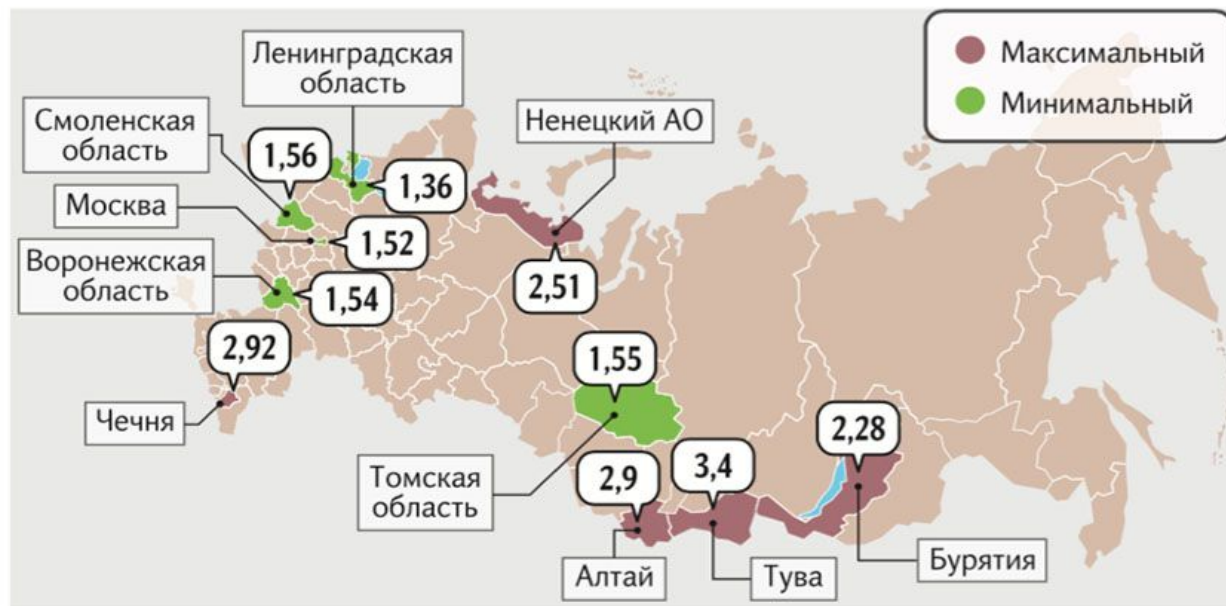 Максимальный
Минимальный
Ленинградская
область
Смоленская
область
Ненецкий АО
1,56
1,36
Москва
1,52
Воронежская
область
2,51
1,54
2,92
1,55
Чечня
2,28
Томская
область
2,9
3,4
Алтай
Тува
Бурятия